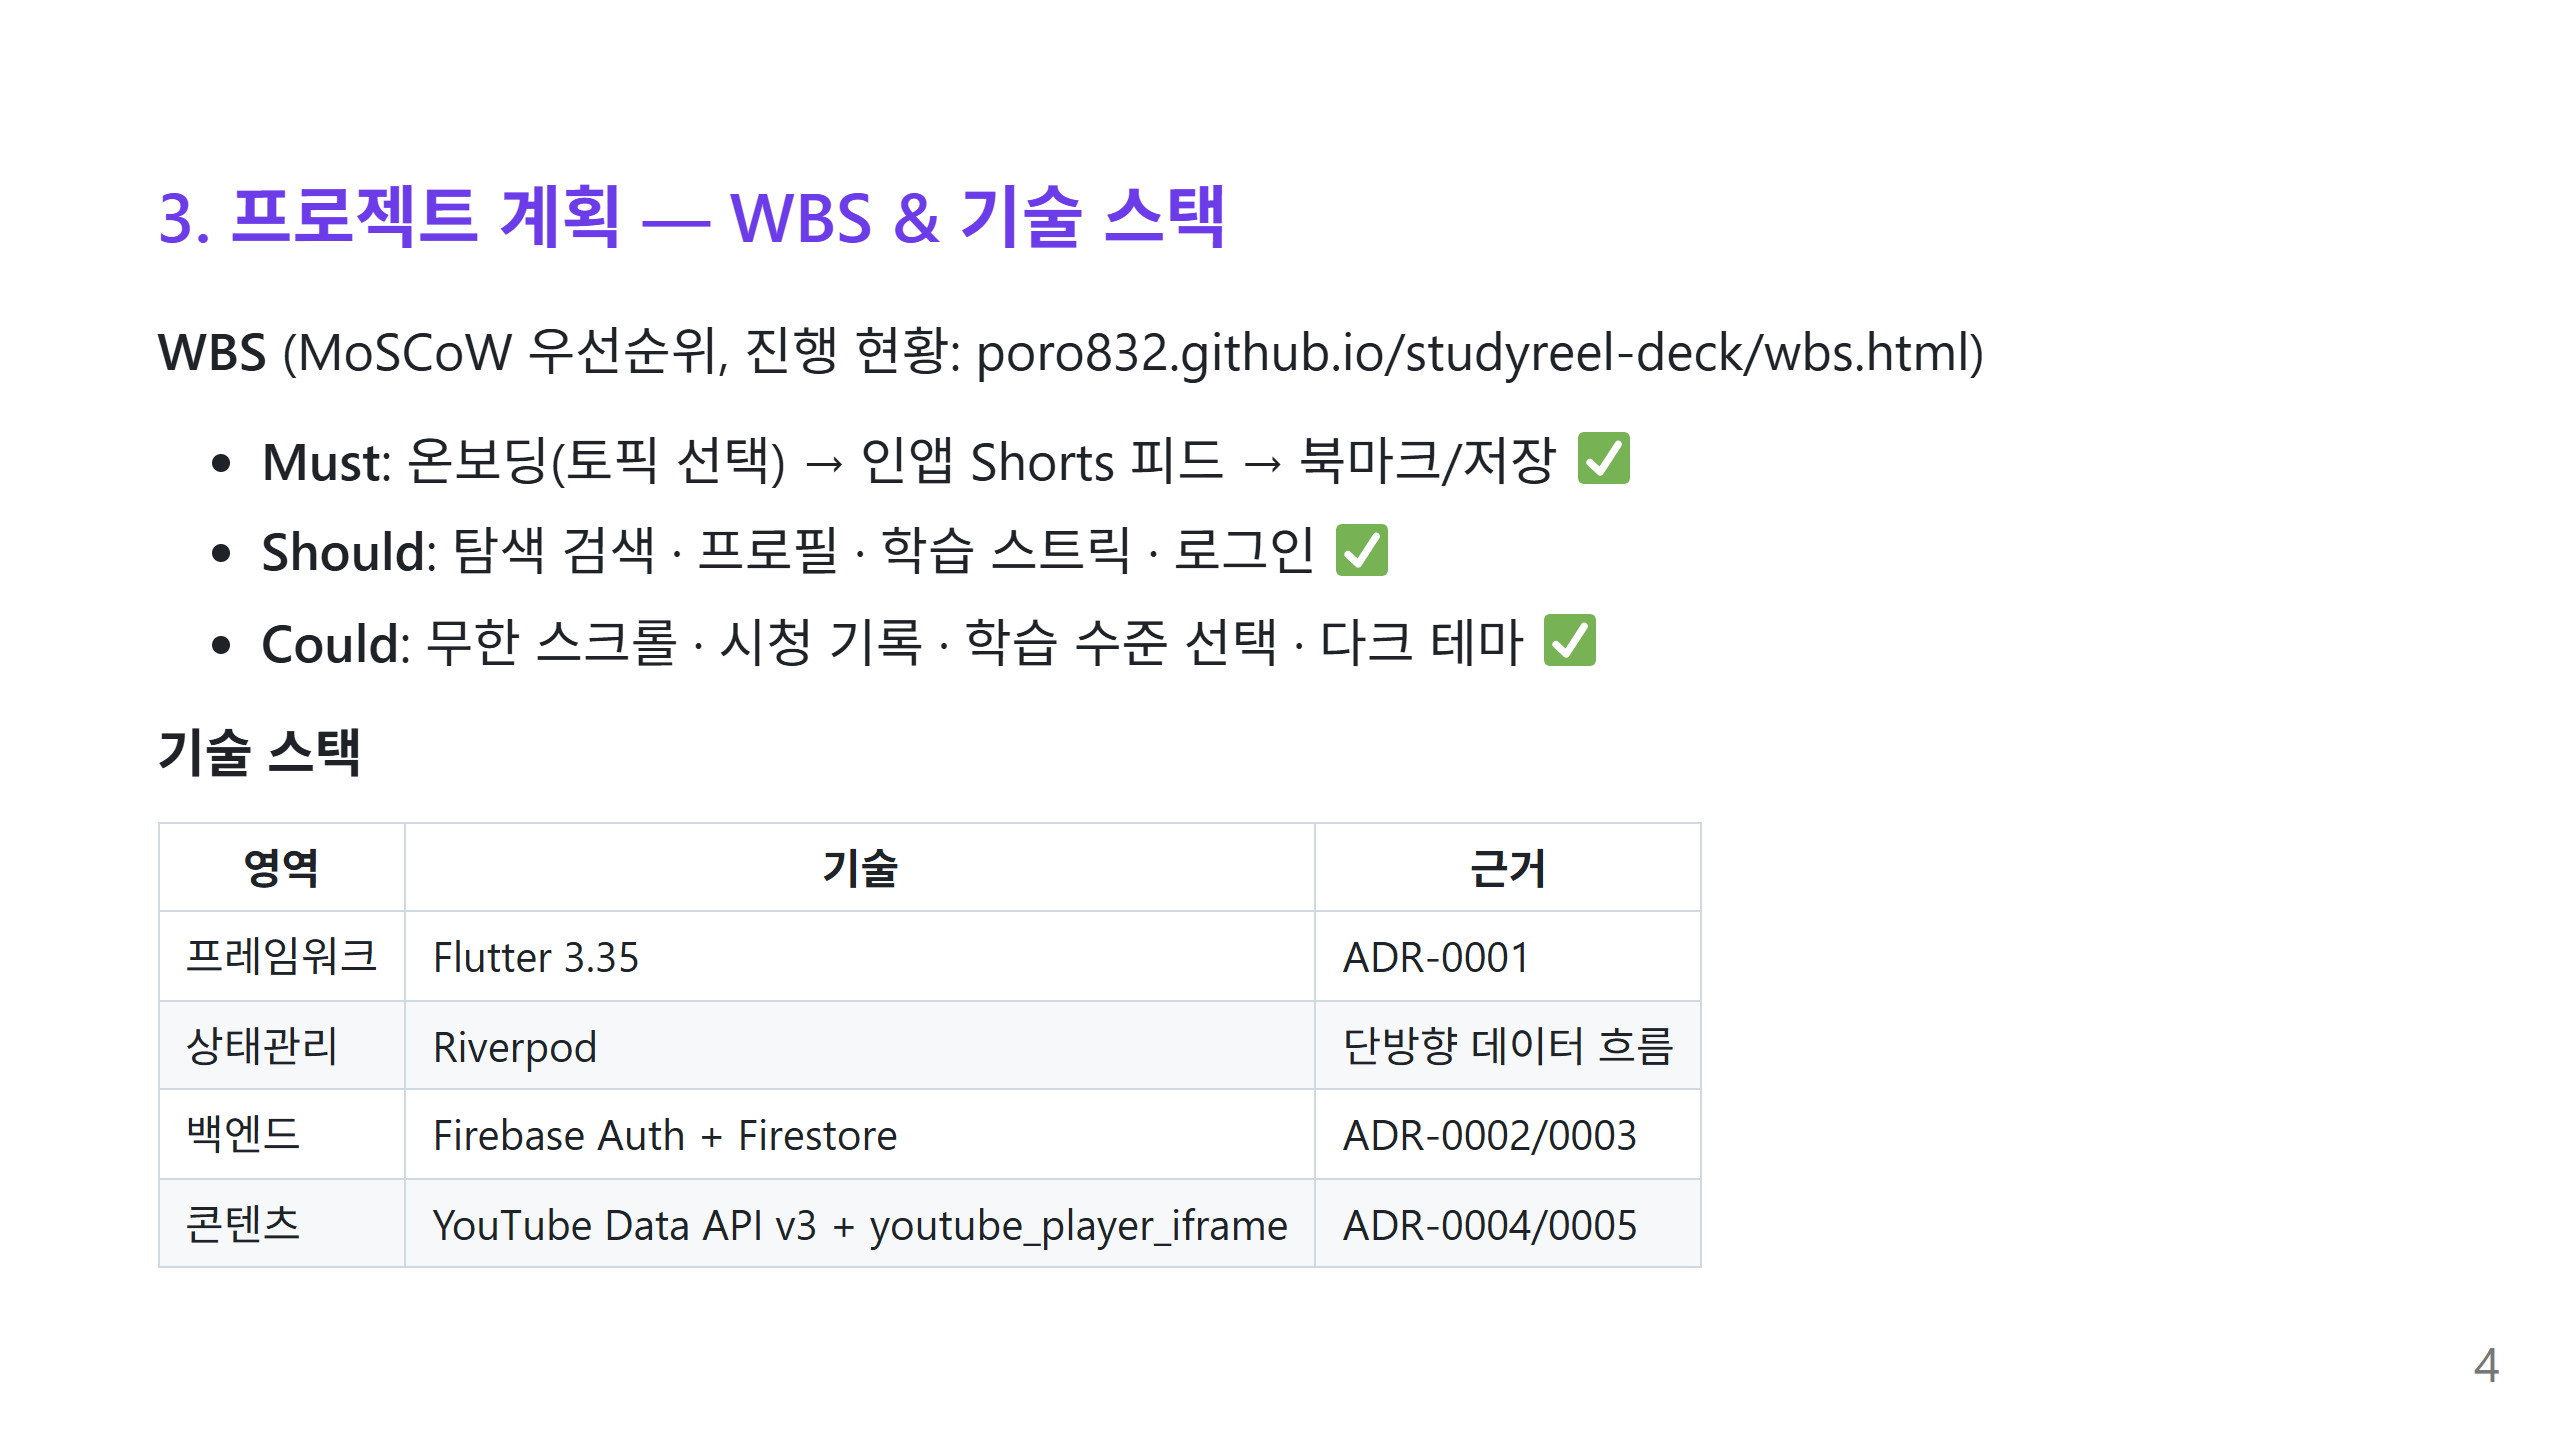 3. 프로젝트 계획 — WBS & 기술 스택
WBS (MoSCoW 우선순위, 진행 현황: poro832.github.io/studyreel-deck/wbs.html)
• Must: 온보딩(토픽 선택) → 인앱 Shorts 피드 → 북마크/저장 ✅
• Should: 탐색 검색 · 프로필 · 학습 스트릭 · 로그인 ✅
• Could: 무한 스크롤 · 시청 기록 · 학습 수준 선택 · 다크 테마 ✅
기술 스택
영역 기술 근거
프레임워크 Flutter 3.35 ADR-0001
상태관리 Riverpod 단방향 데이터 흐름
백엔드 Firebase Auth + Firestore ADR-0002/0003
콘텐츠 YouTube Data API v3 + youtube_player_iframe ADR-0004/0005
4